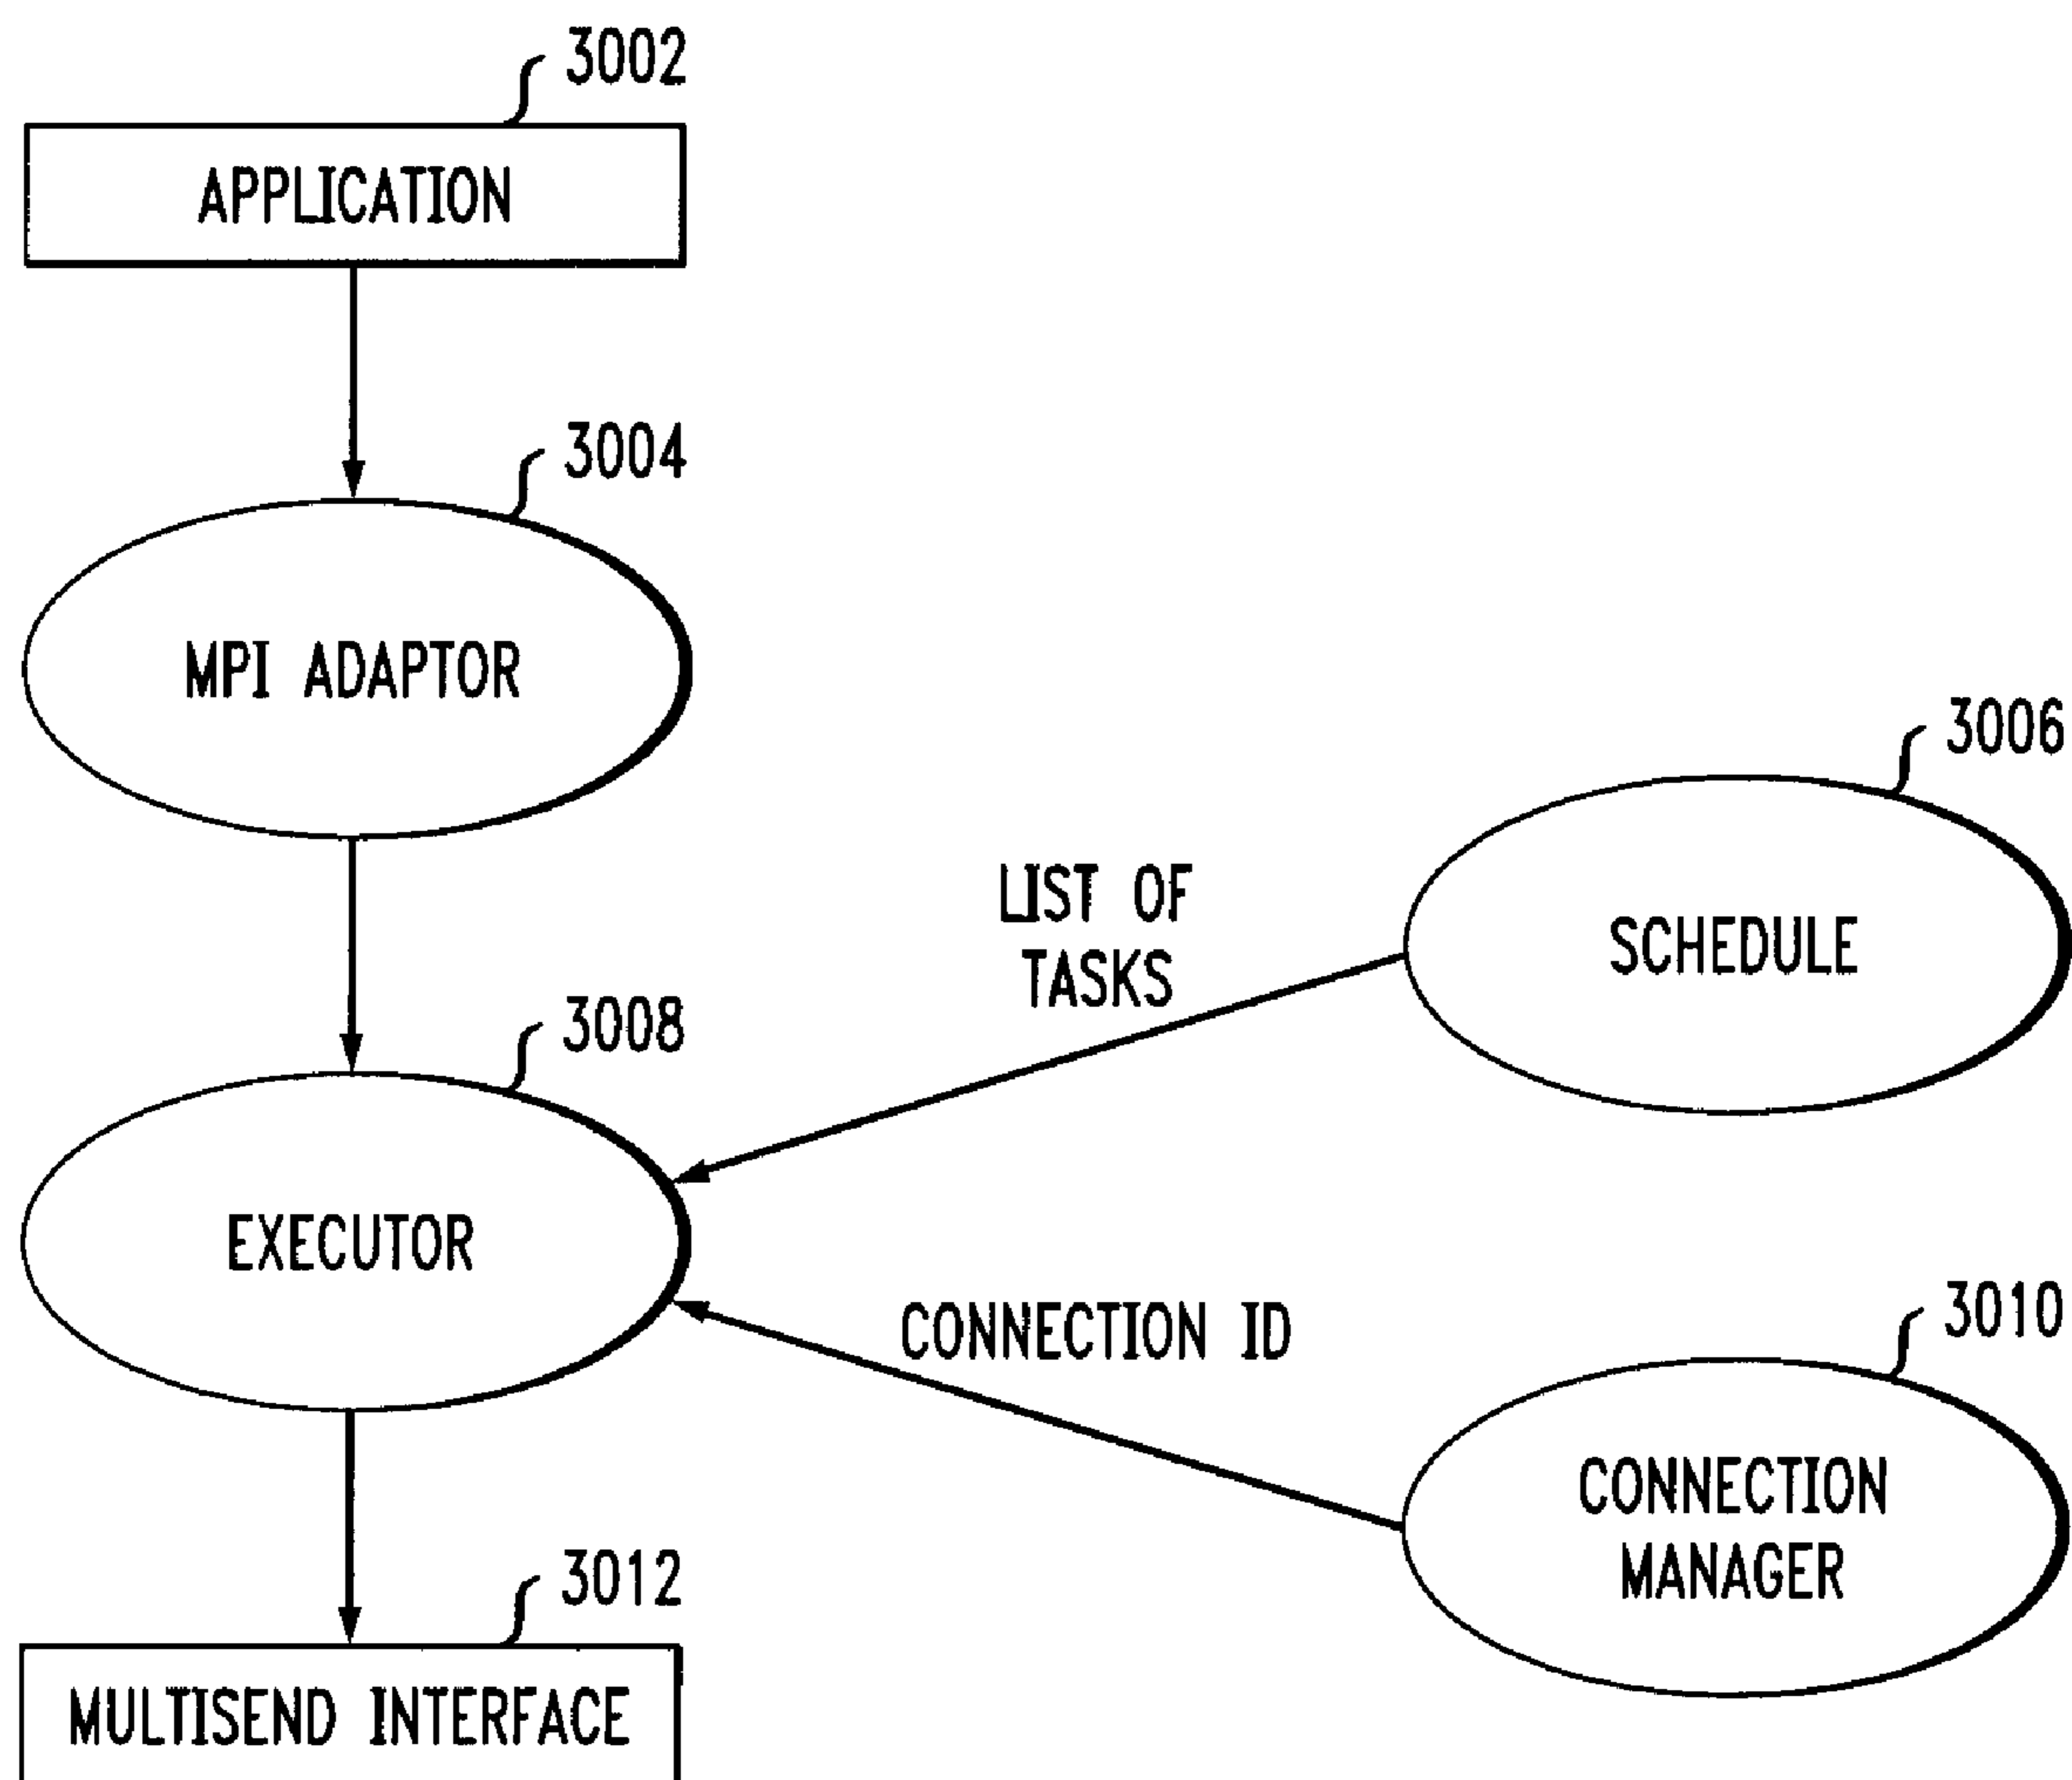 3002
APPLICATION
3004
MPI ADAPTOR
3006
LIST OF
TASKS
SCHEDULE
3008
EXECUTOR
CONNECTION ID
3010
CONNECTION
MANAGER
3012
MULTISEND INTERFACE